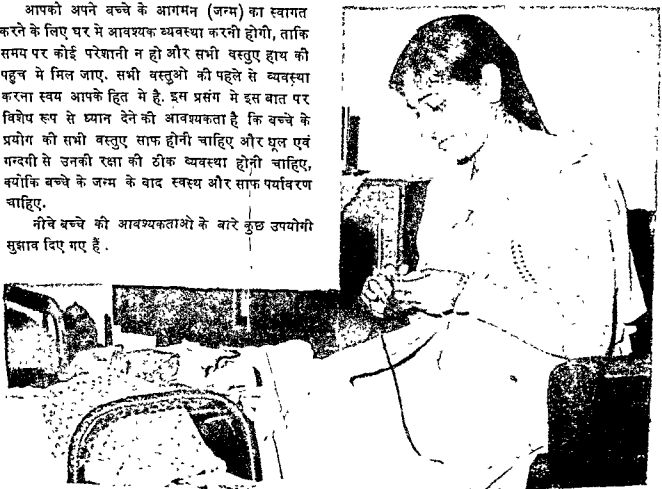 आपको अपने बच्चे के आगमन (जन्म) का स्वागत
करने के लिए घर मे आवश्यक व्यवस्था करनी होगी, ताकि
समय पर कोई परेशानी न हो और सभी वस्तुए हाथ की
पहुच मे मिल जाए. सभी वस्तुओ की पहले से व्यवस्था
करना स्वय आपके हित मे है. इस प्रसंग मे इस बात पर
विशेष रूप से ध्यान देने की आवश्यकता है कि बच्चे के
प्रयोग की सभी वस्तुए साफ होनी चाहिए और धूल एवं
गन्दगी से उनकी रक्षा की ठीक व्यवस्था होनी चाहिए,
क्योकि बच्चे के जन्म के बाद स्वस्थ और साफ पर्यावरण
चाहिए.
नीचे बच्चे की आवश्यकताओ के बारे कुछ उपयोगी
सुझाव दिए गए हैं .